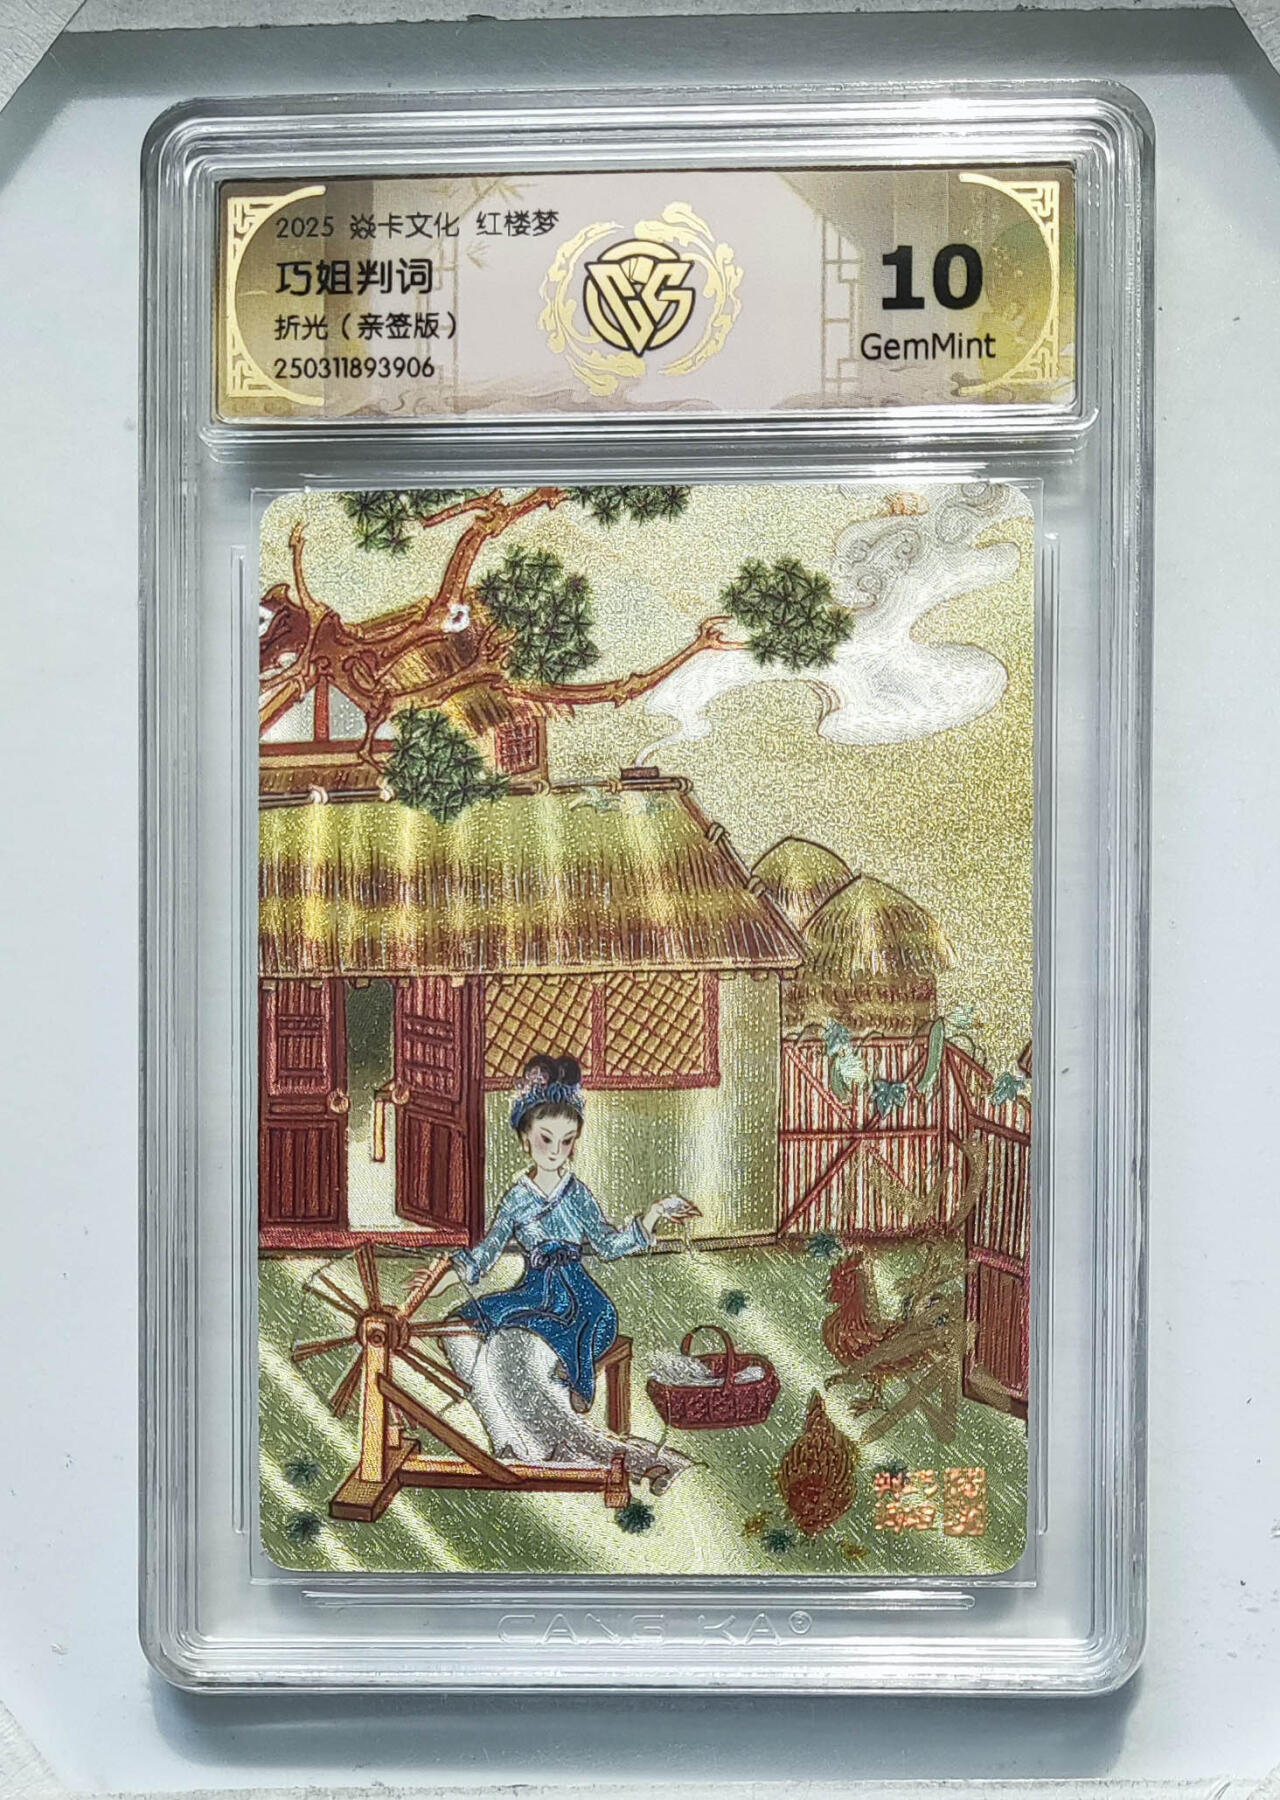 2025 焱卡文化 红楼梦
巧姐判词
折光（亲签版）
250311893906
10
GemMint
CANG KA®